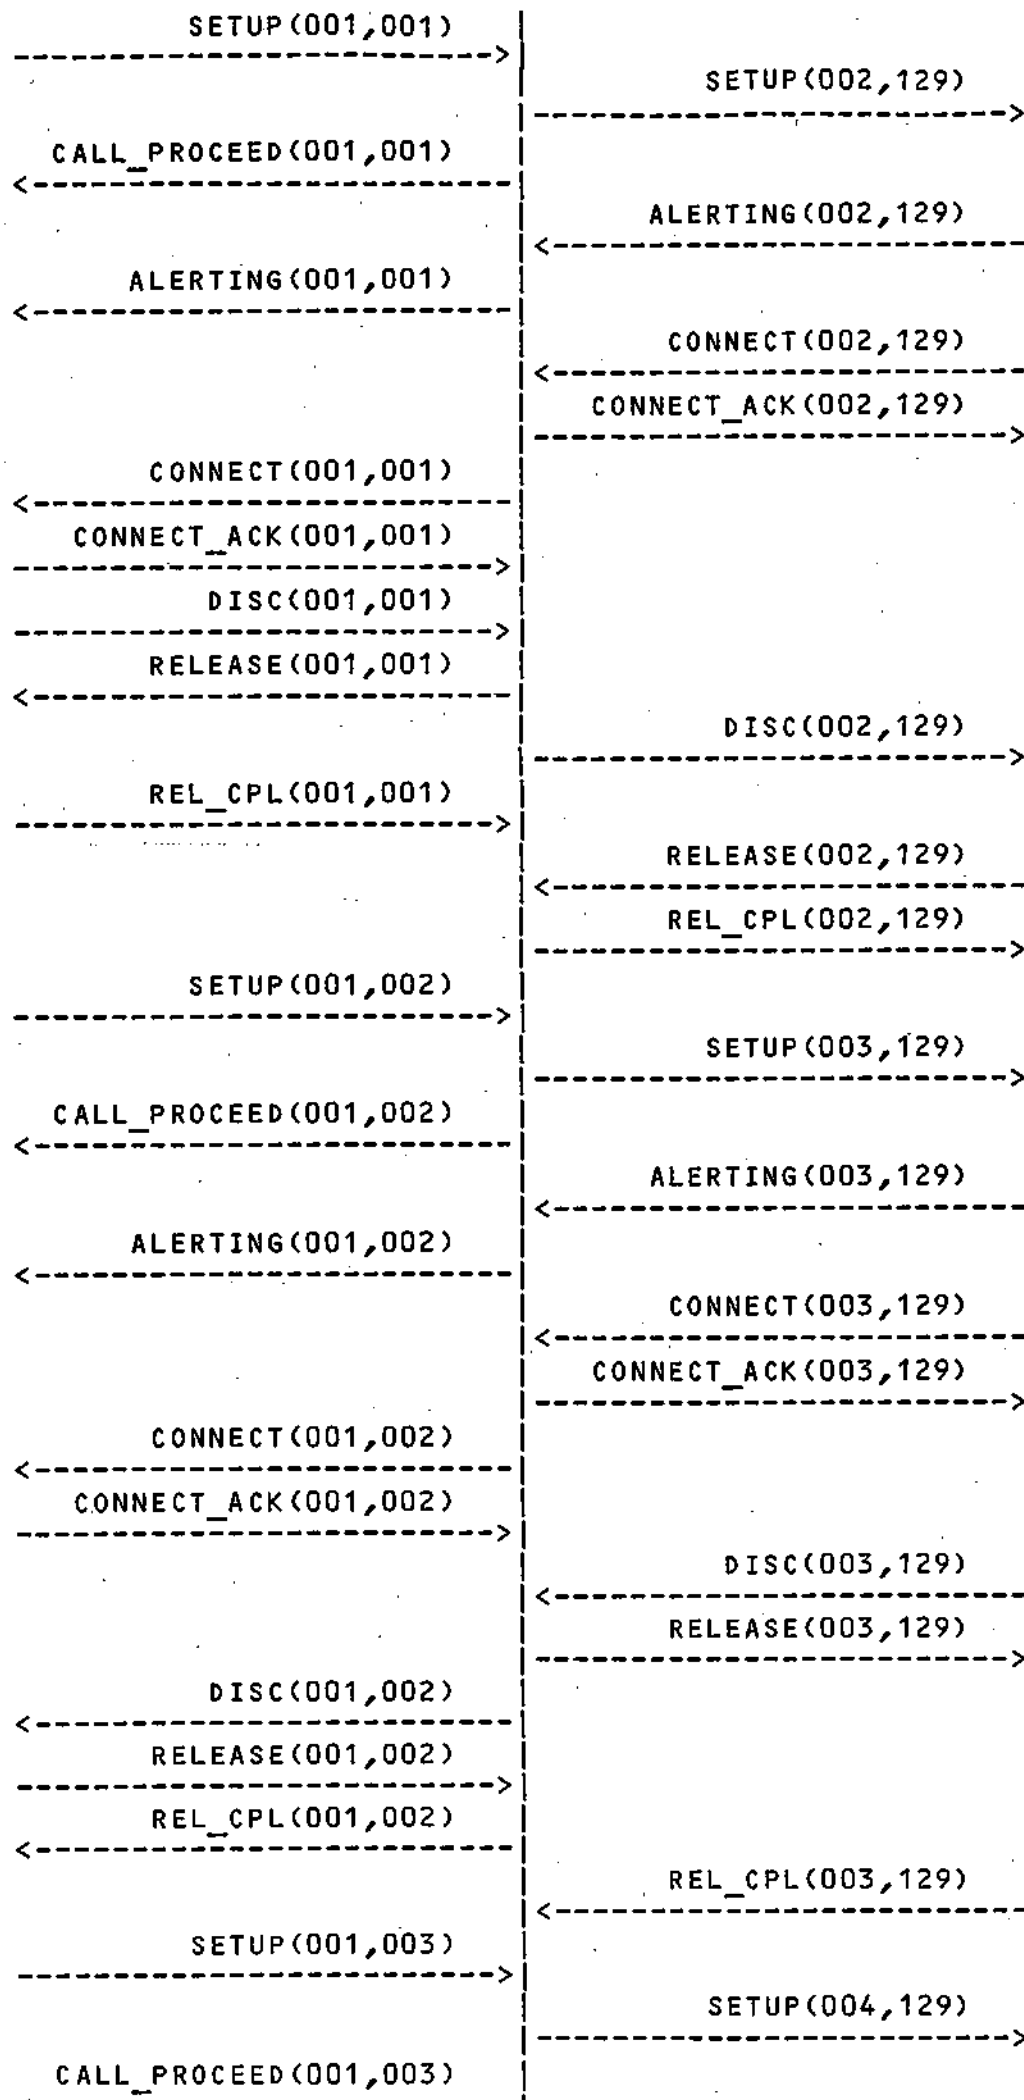 SETUP(001,001)
SETUP(002,129)
CALL_PROCEED(001,001)
ALERTING(002,129)
ALERTING(001,001)
CONNECT(002,129)
CONNECT_ACK(002,129)
CONNECT(001,001)
CONNECT_ACK(001,001)
DISC(001,001)
RELEASE(001,001)
DISC(002,129)
REL_CPL(001,001)
RELEASE(002,129)
REL_CPL(002,129)
SETUP(001,002)
SETUP(003,129)
CALL_PROCEED(001,002)
ALERTING(003,129)
ALERTING(001,002)
CONNECT(003,129)
CONNECT_ACK(003,129)
CONNECT(001,002)
CONNECT_ACK(001,002)
DISC(003,129)
RELEASE(003,129)
DISC(001,002)
RELEASE(001,002)
REL_CPL(001,002)
REL_CPL(003,129)
SETUP(001,003)
SETUP(004,129)
CALL_PROCEED(001,003)